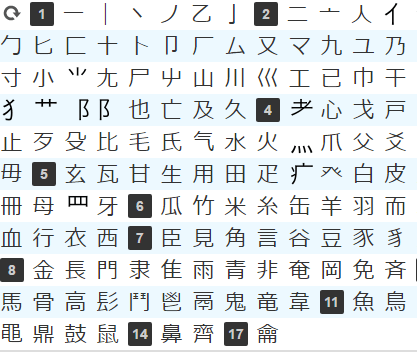 1 一 ｜ 丶 ノ 乙 亅 2 二 亠 人 亻
勹 匕 匚 十 卜 卩 厂 厶 又 マ 九 ユ 乃
寸 小 ⺌ 尤 尸 屮 山 川 巛 工 已 巾 干
犭 艹 阝 阝 也 亡 及 久 4 耂 心 戈 戸
止 歹 殳 比 毛 氏 气 水 火 灬 爪 父 爻
毋 5 玄 瓦 甘 生 用 田 疋 疒 癶 白 皮
冊 母 罒 牙 6 瓜 竹 米 糸 缶 羊 羽 而
血 行 衣 西 7 臣 見 角 言 谷 豆 豕 豸
8 金 長 門 隶 隹 雨 青 非 奄 岡 免 斉
馬 骨 高 髟 鬥 鬯 鬲 鬼 竜 韋 11 魚 鳥
黽 鼎 鼓 鼠 14 鼻 齊 17 龠